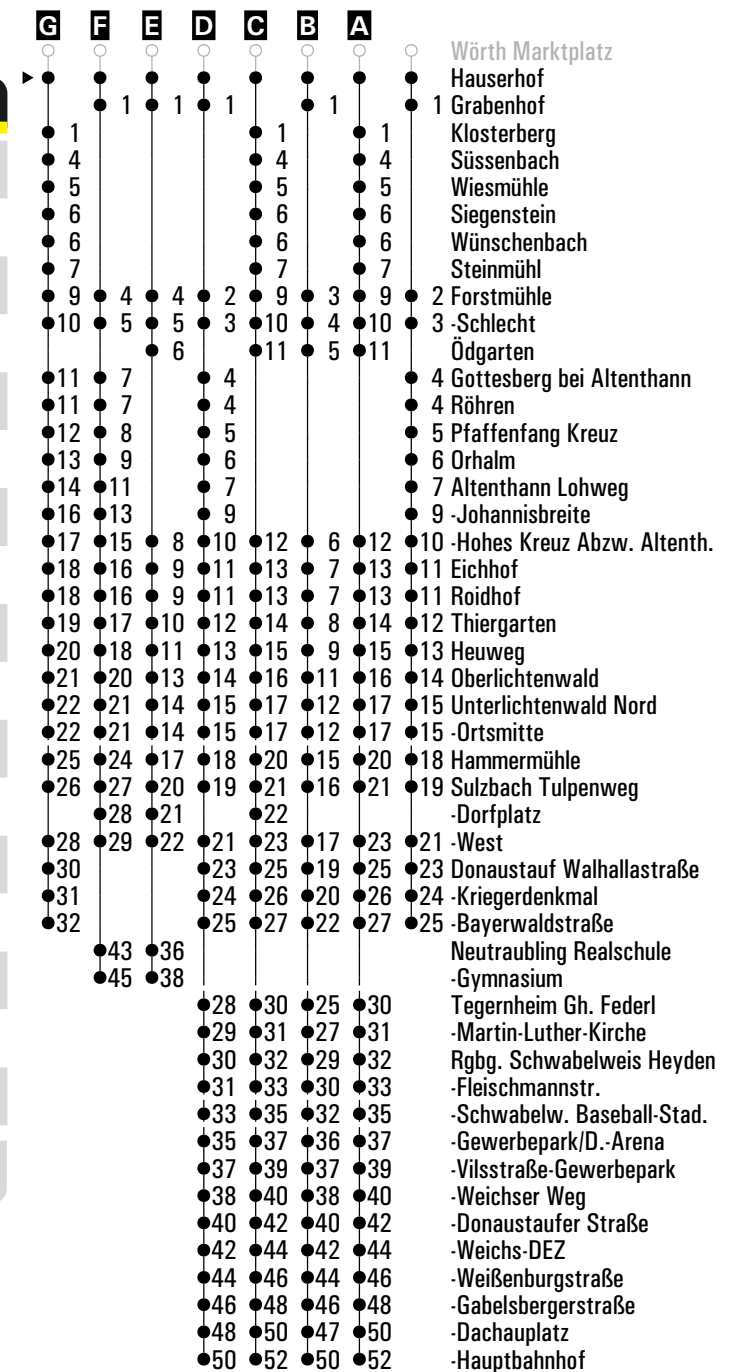 G F E D C B A
Wörth Marktplatz
Hauserhof
1 1 1 1 1 Grabenhof
1 1 1 Klosterberg
4 4 4 Süssenbach
5 5 5 Wiesmühle
6 6 6 Siegenstein
6 6 6 Wünschenbach
7 7 7 Steinmühl
9 4 4 2 9 3 9 2 Forstmühle
10 5 5 3 10 4 10 3 -Schlecht
6 11 5 11 Ödgarten
11 7 4 4 Gottesberg bei Altenthann
11 7 4 4 Röhren
12 8 5 5 Pfaffenfang Kreuz
13 9 6 6 Orhalm
14 11 7 7 Altenthann Lohweg
16 13 9 9 -Johannisbreite
17 15 8 10 12 6 12 10 -Hohes Kreuz Abzw. Altenth.
18 16 9 11 13 7 13 11 Eichhof
18 16 9 11 13 7 13 11 Roidhof
19 17 10 12 14 8 14 12 Thiergarten
20 18 11 13 15 9 15 13 Heuweg
21 20 13 14 16 11 16 14 Oberlichtenwald
22 21 14 15 17 12 17 15 Unterlichtenwald Nord
22 21 14 15 17 12 17 15 -Ortsmitte
25 24 17 18 20 15 20 18 Hammermühle
26 27 20 19 21 16 21 19 Sulzbach Tulpenweg
28 21 22 -Dorfplatz
28 29 22 21 23 17 23 21 -West
30 23 25 19 25 23 Donaustauf Walhallastraße
31 24 26 20 26 24 -Kriegerdenkmal
32 25 27 22 27 25 -Bayerwaldstraße
43 36 Neutraubling Realschule
45 38 -Gymnasium
28 30 25 30 Tegernheim Gh. Federl
29 31 27 31 -Martin-Luther-Kirche
30 32 29 32 Rgbg. Schwabelweis Heyden
31 33 30 33 -Fleischmannstr.
33 35 32 35 -Schwabelw. Baseball-Stad.
35 37 36 37 -Gewerbepark/D.-Arena
37 39 37 39 -Vilsstraße-Gewerbepark
38 40 38 40 -Weichser Weg
40 42 40 42 -Donaustaufer Straße
42 44 42 44 -Weichs-DEZ
44 46 44 46 -Weißenburgstraße
46 48 46 48 -Gabelsbergerstraße
48 50 47 50 -Dachauplatz
50 52 50 52 -Hauptbahnhof